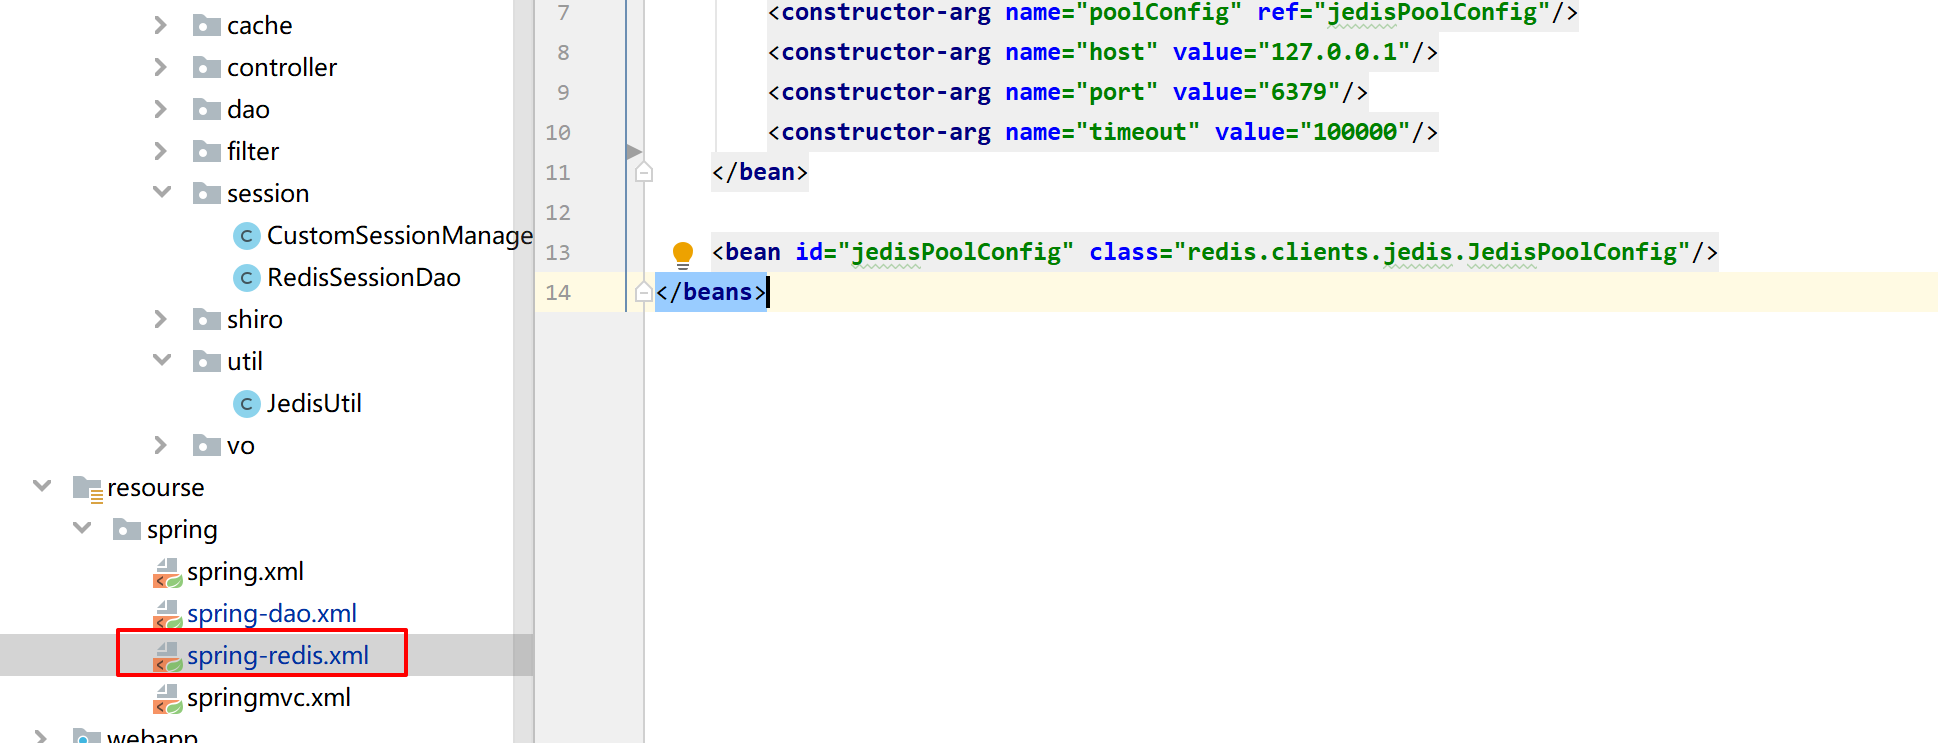 cache
controller
dao
filter
session
CustomSessionManage
RedisSessionDao
shiro
util
JedisUtil
vo
resourse
spring
spring.xml
spring-dao.xml
spring-redis.xml
springmvc.xml
webapp
7 <constructor-arg name="poolConfig" ref="jedisPoolConfig"/>
8 <constructor-arg name="host" value="127.0.0.1"/>
9 <constructor-arg name="port" value="6379"/>
10 <constructor-arg name="timeout" value="100000"/>
11 </bean>
12
13 <bean id="jedisPoolConfig" class="redis.clients.jedis.JedisPoolConfig"/>
14 </beans>